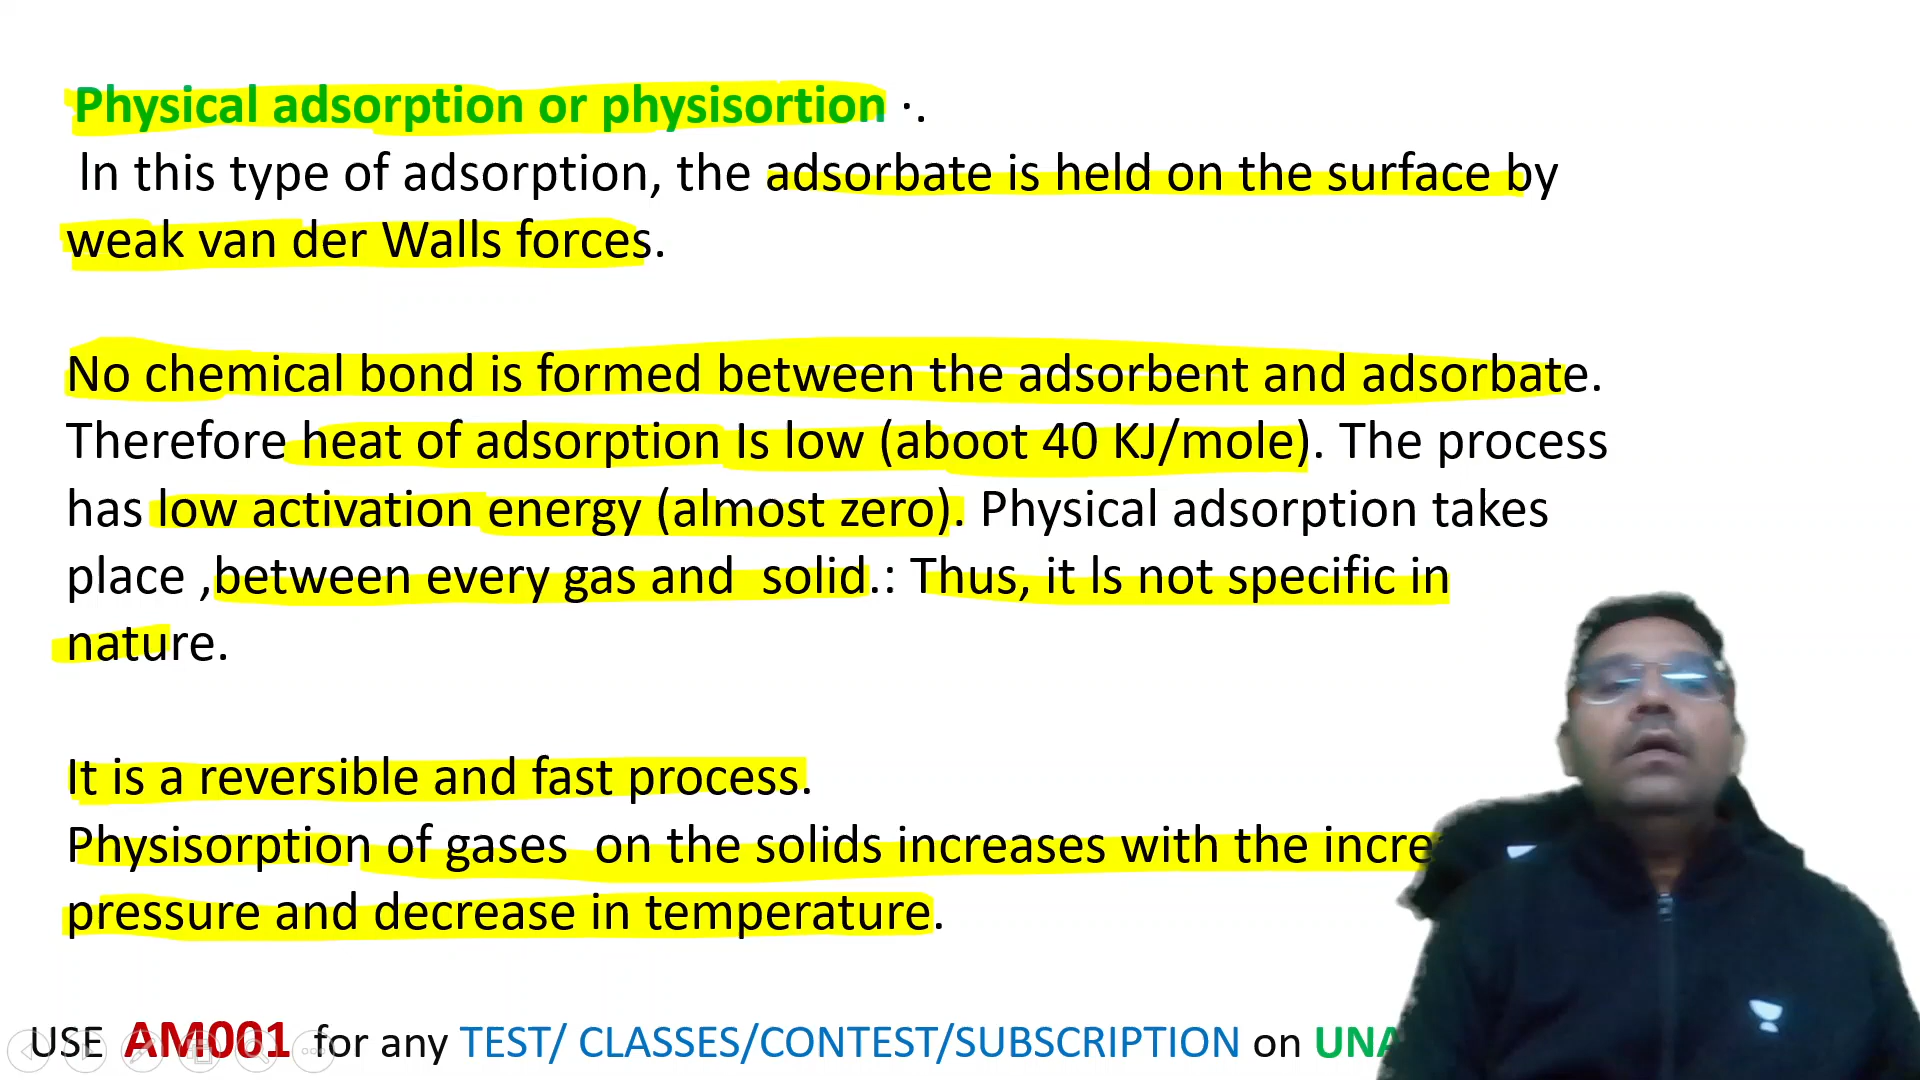 Physical adsorption or physisortion ·.
In this type of adsorption, the adsorbate is held on the surface by
weak van der Walls forces.
No chemical bond is formed between the adsorbent and adsorbate.
Therefore heat of adsorption Is low (aboot 40 KJ/mole). The process
has low activation energy (almost zero). Physical adsorption takes
place ,between every gas and solid.: Thus, it ls not specific in
nature.
It is a reversible and fast process.
Physisorption of gases on the solids increases with the
pressure and decrease in temperature.
USE AM001 for any TEST/ CLASSES/CONTEST/SUBSCRIPTION on